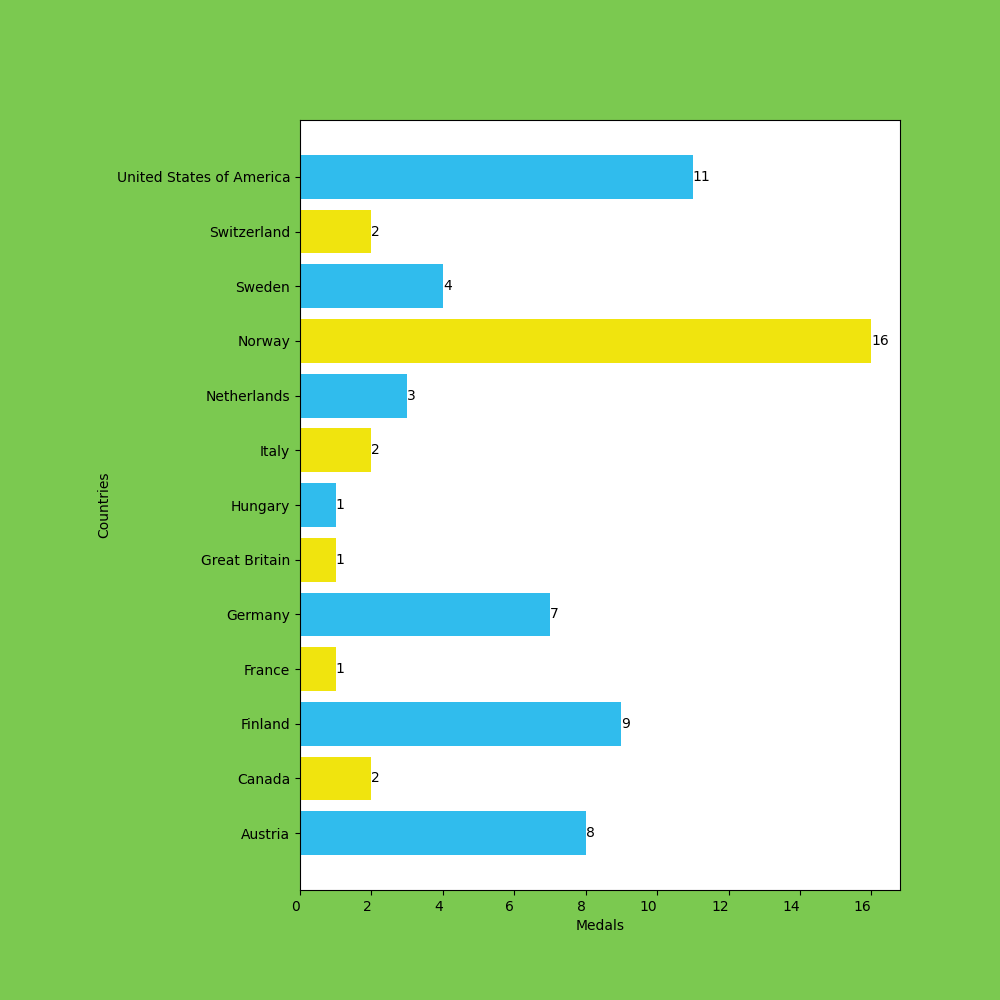 United States of America 11
Switzerland 2
Sweden 4
Norway 16
Netherlands 3
Italy 2
Hungary 1
Great Britain 1
Germany 7
France 1
Finland 9
Canada 2
Austria 8
Countries
0 2 4 6 8 10 12 14 16
Medals